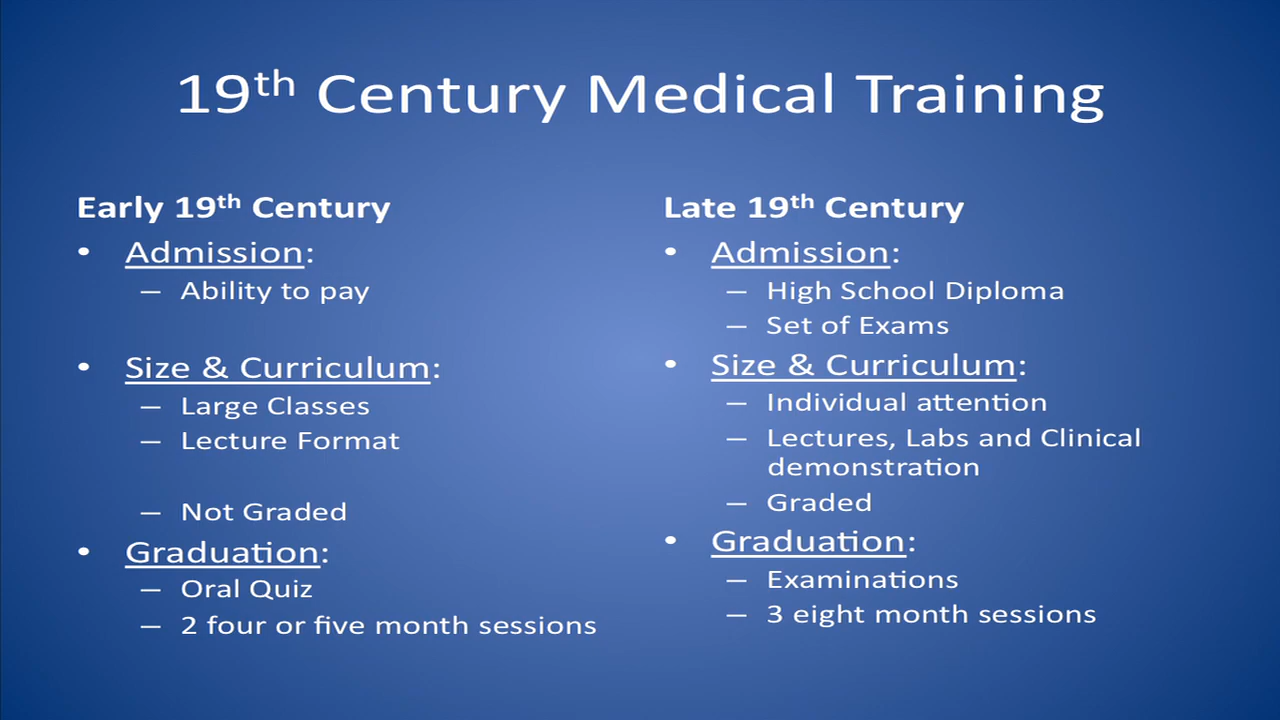 19th Century Medical Training
Early 19th Century
• Admission:
– Ability to pay
• Size & Curriculum:
– Large Classes
– Lecture Format
– Not Graded
• Graduation:
– Oral Quiz
– 2 four or five month sessions
Late 19th Century
• Admission:
– High School Diploma
– Set of Exams
• Size & Curriculum:
– Individual attention
– Lectures, Labs and Clinical
demonstration
– Graded
• Graduation:
– Examinations
– 3 eight month sessions